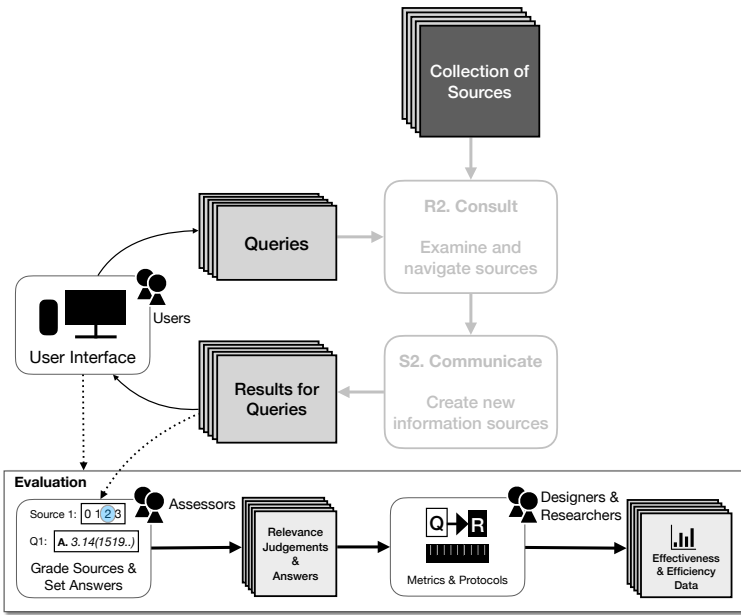 Collection of
Sources
R2. Consult
Examine and
navigate sources
Queries
Users
User Interface
S2. Communicate
Create new
information sources
Results for
Queries
Evaluation
Source 1: 0 1 2 3
Assessors
Q1: A. 3.14(1519..)
Grade Sources &
Set Answers
Relevance
Judgements
&
Answers
Q R
Designers &
Researchers
Metrics & Protocols
Effectiveness
& Efficiency
Data